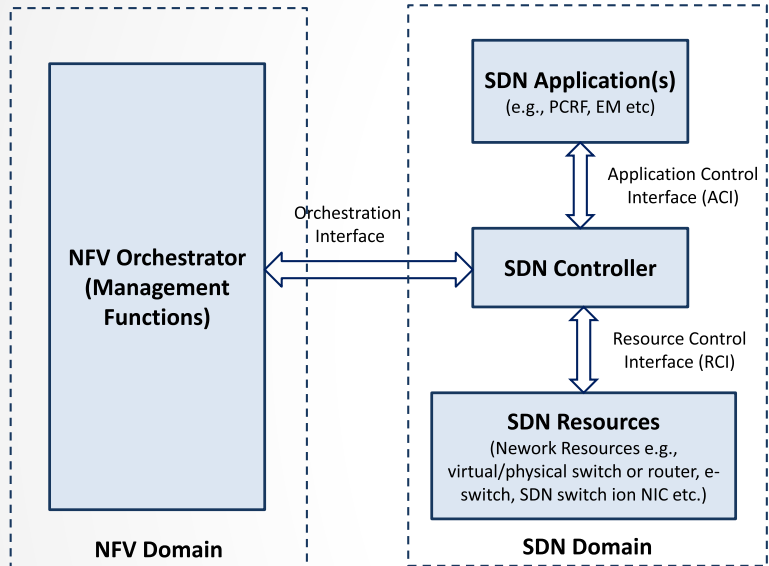 NFV Orchestrator
(Management
Functions)
NFV Domain
Orchestration
Interface
SDN Application(s)
(e.g., PCRF, EM etc)
Application Control
Interface (ACI)
SDN Controller
Resource Control
Interface (RCI)
SDN Resources
(Nework Resources e.g.,
virtual/physical switch or router, e-
switch, SDN switch ion NIC etc.)
SDN Domain